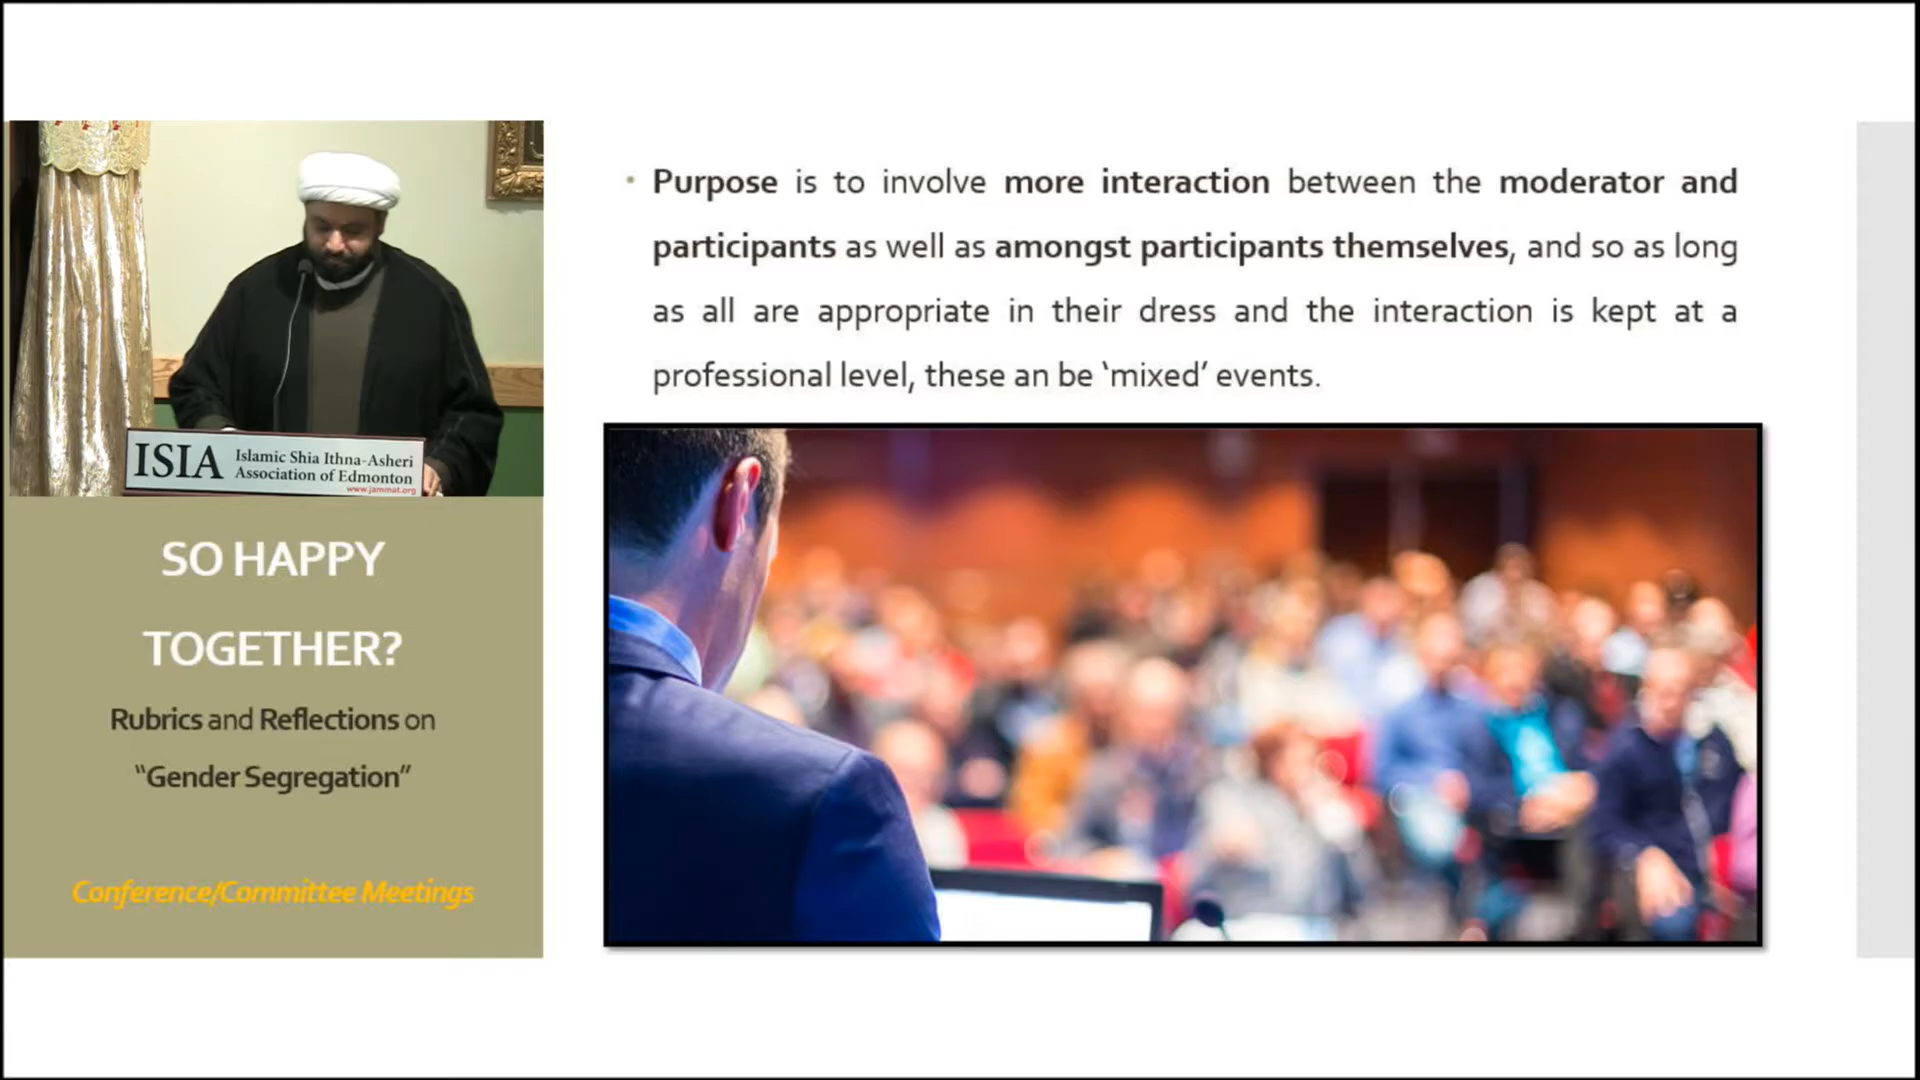 ISIA
Islamic Shia Ithna-Asheri
Association of Edmonton
www.jammat.org
SO HAPPY
TOGETHER?
Rubrics and Reflections on
“Gender Segregation”
Conference/Committee Meetings
• Purpose is to involve more interaction between the moderator and
participants as well as amongst participants themselves, and so as long
as all are appropriate in their dress and the interaction is kept at a
professional level, these an be ‘mixed’ events.